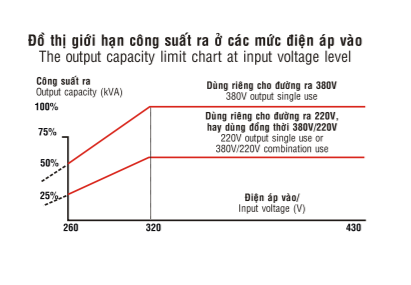 Đồ thị giới hạn công suất ra ở các mức điện áp vào
The output capacity limit chart at input voltage level
Công suất ra
Output capacity (kVA)
Dùng riêng cho đường ra 380V
380V output single use
100%
Dùng riêng cho đường ra 220V,
hay dùng đồng thời 380V/220V
220V output single use or
380V/220V combination use
75%
50%
25%
Điện áp vào/
Input voltage (V)
260
320
430